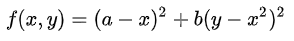 f(x, y) = (a − x)² + b(y − x²)²